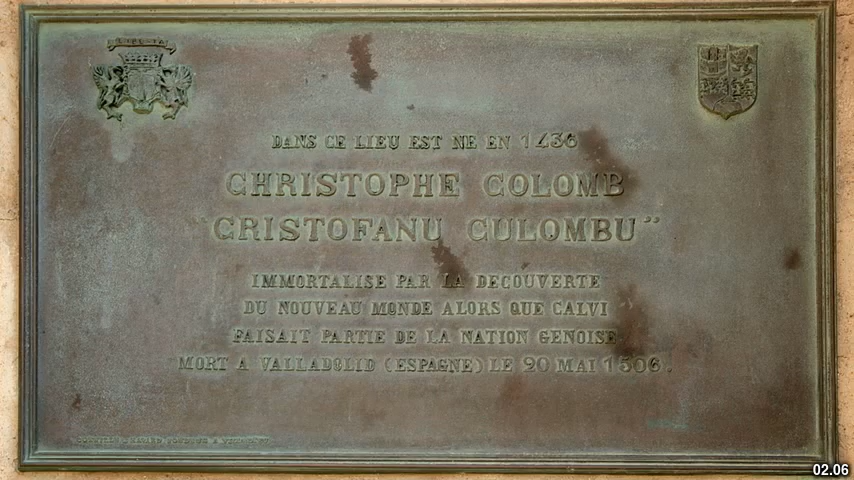 DANS CE LIEU EST NE EN 1436
CHRISTOPHE COLOMB
"CRISTOFANU CULOMBU"
IMMORTALISE PAR LA DECOUVERTE
DU NOUVEAU MONDE ALORS QUE CALVI
FAISAIT PARTIE DE LA NATION GENOISE
MORT A VALLADOLID (ESPAGNE) LE 20 MAI 1506.
02.06